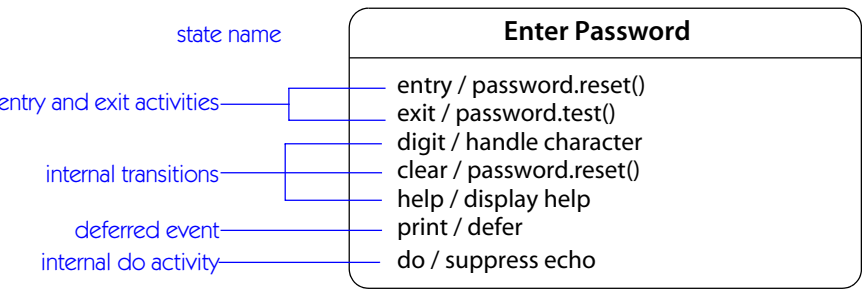 state name
Enter Password
entry and exit activities
entry / password.reset()
exit / password.test()
internal transitions
digit / handle character
clear / password.reset()
help / display help
deferred event
print / defer
internal do activity
do / suppress echo